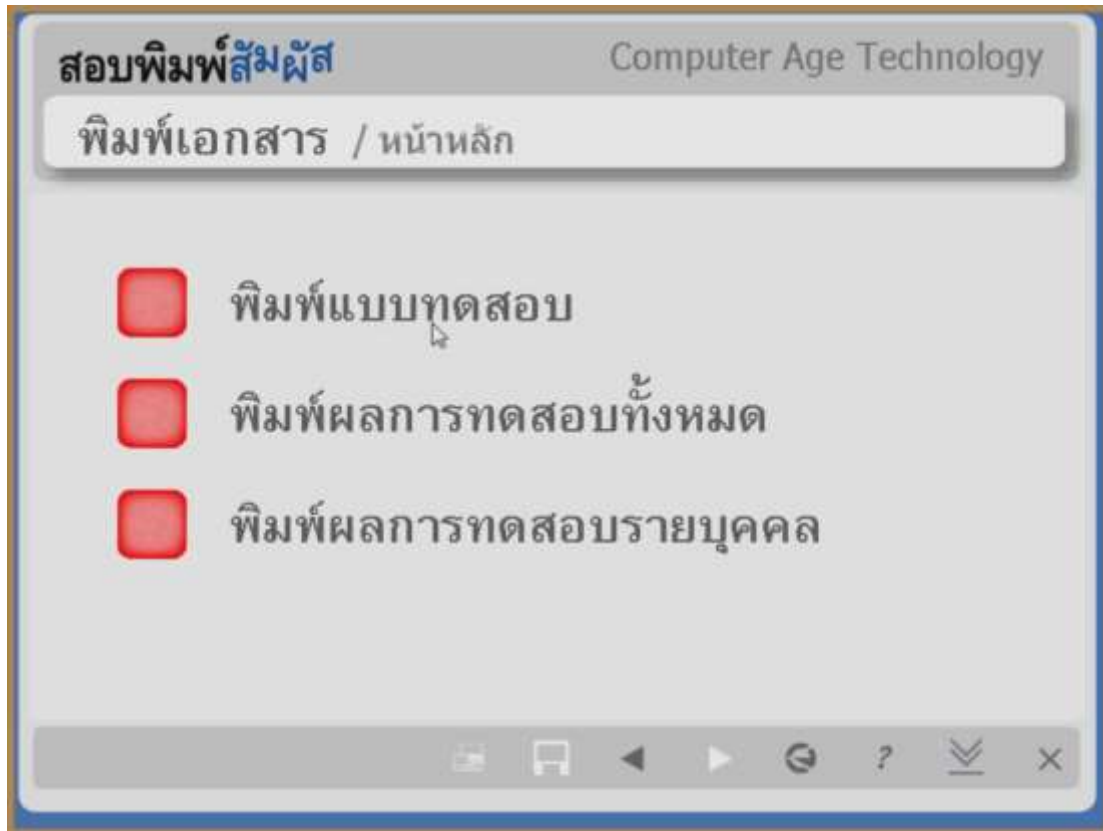 สอบพิมพ์สัมผัส Computer Age Technology
พิมพ์เอกสาร / หน้าหลัก
พิมพ์แบบทดสอบ
พิมพ์ผลการทดสอบทั้งหมด
พิมพ์ผลการทดสอบรายบุคคล
?